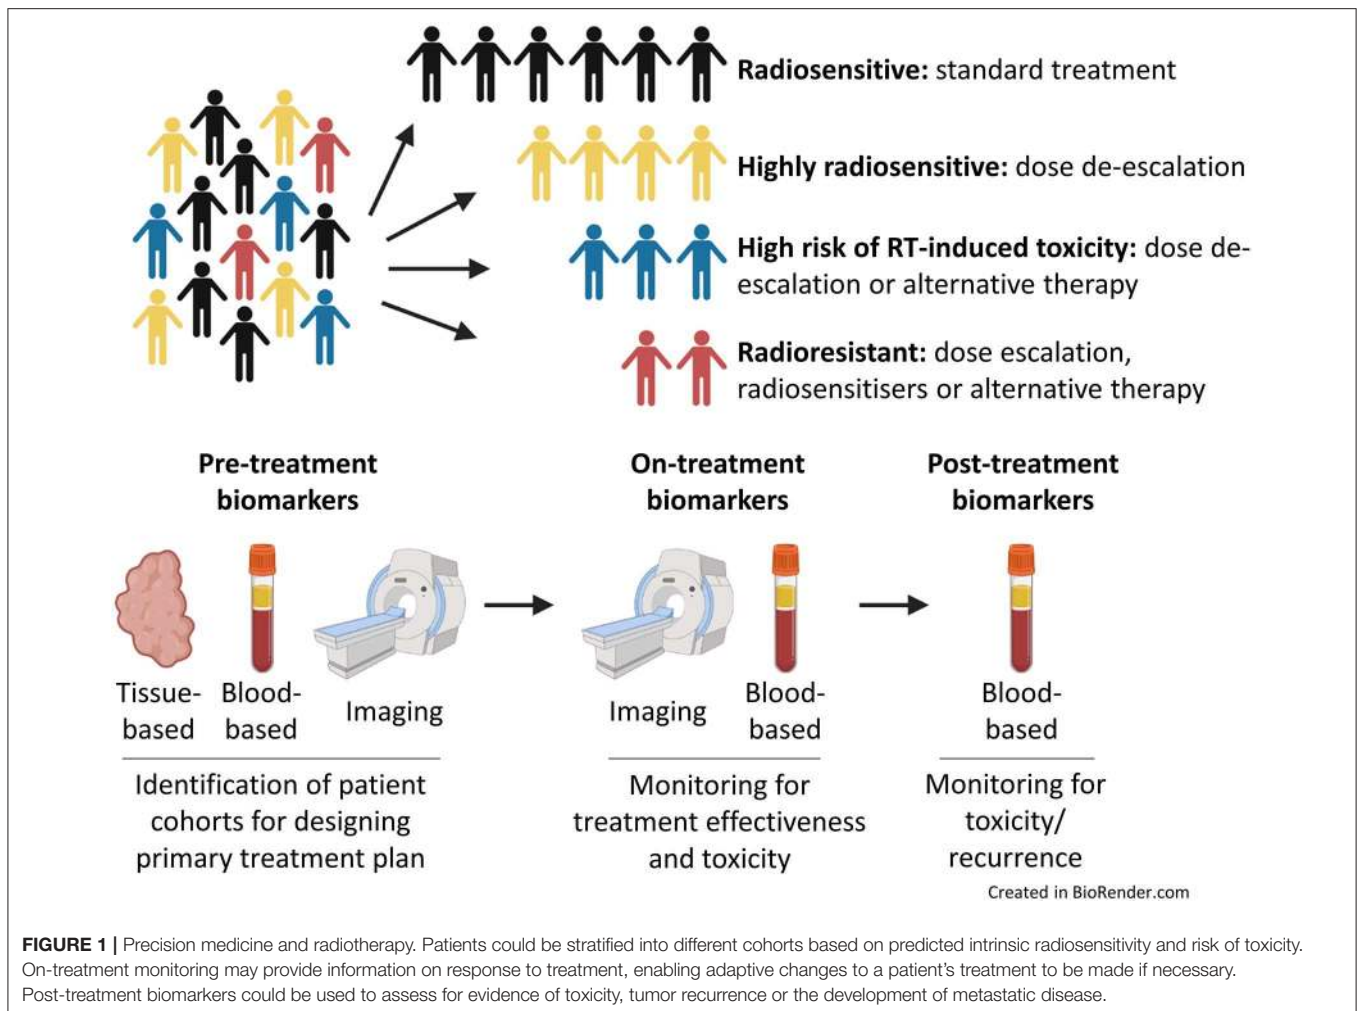 Radiosensitive: standard treatment
Highly radiosensitive: dose de-escalation
High risk of RT-induced toxicity: dose de-
escalation or alternative therapy
Radioresistant: dose escalation,
radiosensitisers or alternative therapy
Pre-treatment
biomarkers
Tissue-
based
Blood-
based
Imaging
Identification of patient
cohorts for designing
primary treatment plan
On-treatment
biomarkers
Imaging
Blood-
based
Monitoring for
treatment effectiveness
and toxicity
Post-treatment
biomarkers
Blood-
based
Monitoring for
toxicity/
recurrence
Created in BioRender.com
FIGURE 1 | Precision medicine and radiotherapy. Patients could be stratified into different cohorts based on predicted intrinsic radiosensitivity and risk of toxicity.
On-treatment monitoring may provide information on response to treatment, enabling adaptive changes to a patient's treatment to be made if necessary.
Post-treatment biomarkers could be used to assess for evidence of toxicity, tumor recurrence or the development of metastatic disease.